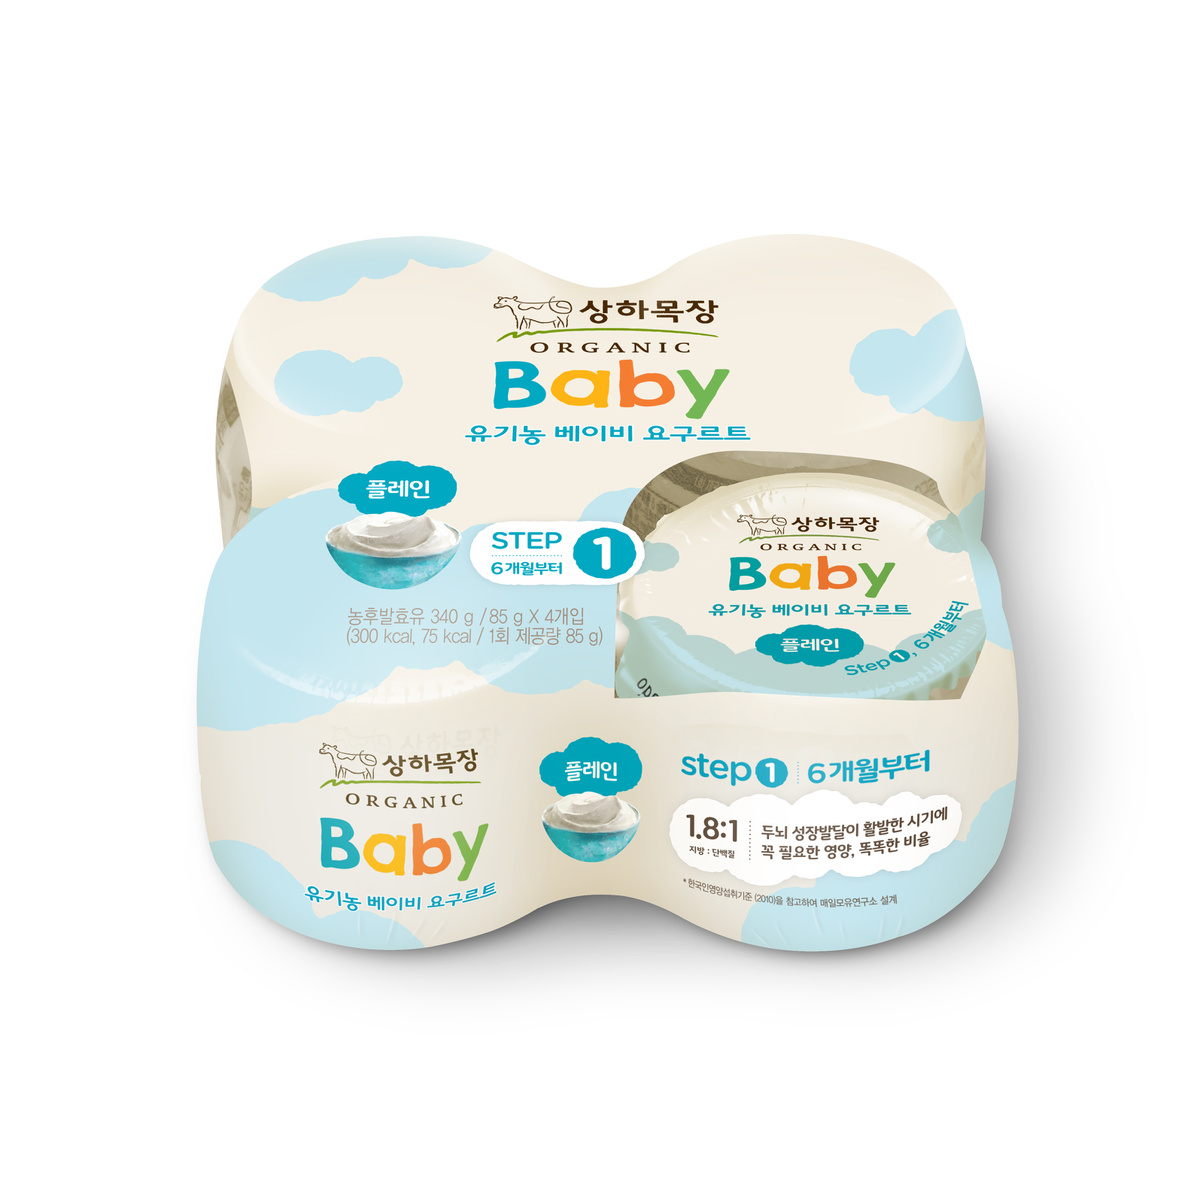 상하목장
ORGANIC
Baby
유기농 베이비 요구르트
플레인
STEP 1
6개월부터
농후발효유 340 g / 85 g X 4개입
(300 kcal, 75 kcal / 1회 제공량 85 g)
상하목장
ORGANIC
Baby
유기농 베이비 요구르트
플레인
Step 1, 6개월부터
상하목장
ORGANIC
Baby
유기농 베이비 요구르트
플레인
step 1 6개월부터
1.8:1
지방 : 단백질
두뇌 성장발달이 활발한 시기에
꼭 필요한 영양, 똑똑한 비율
* 한국인영양섭취기준 (2010)을 참고하여 매일모유연구소 설계